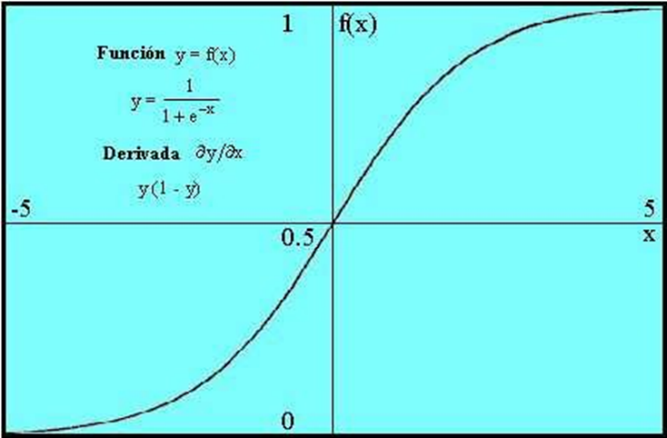 1 f(x)
Función y = f(x)
y = 1 / (1 + e^-x)
Derivada ∂y/∂x
y(1 - y)
-5 5
0.5 x
0